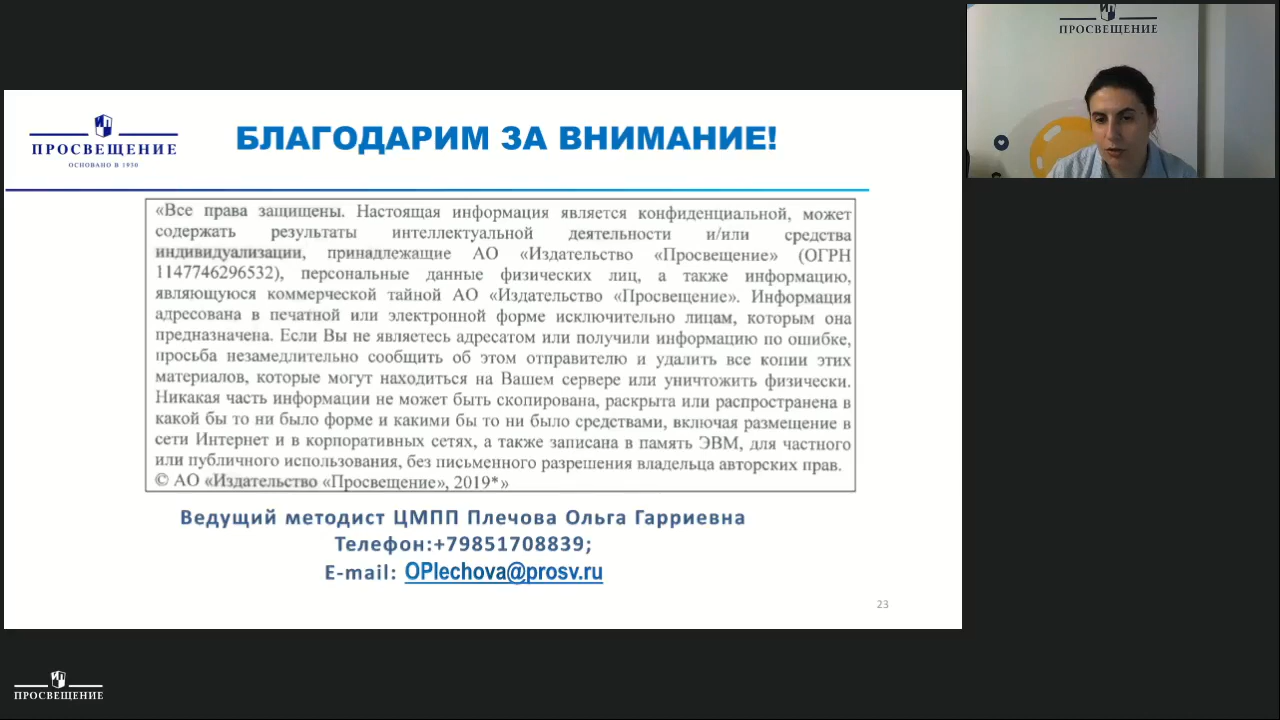 ПРОСВЕЩЕНИЕ
ПРОСВЕЩЕНИЕ
ОСНОВАНО В 1930
БЛАГОДАРИМ ЗА ВНИМАНИЕ!
«Все права защищены. Настоящая информация является конфиденциальной, может
содержать результаты интеллектуальной деятельности и/или средства
индивидуализации, принадлежащие АО «Издательство «Просвещение» (ОГРН
1147746296532), персональные данные физических лиц, а также информацию,
являющуюся коммерческой тайной АО «Издательство «Просвещение». Информация
адресована в печатной или электронной форме исключительно лицам, которым она
предназначена. Если Вы не являетесь адресатом или получили информацию по ошибке,
просьба незамедлительно сообщить об этом отправителю и удалить все копии этих
материалов, которые могут находиться на Вашем сервере или уничтожить физически.
Никакая часть информации не может быть скопирована, раскрыта или распространена в
какой бы то ни было форме и какими бы то ни было средствами, включая размещение в
сети Интернет и в корпоративных сетях, а также записана в память ЭВМ, для частного
или публичного использования, без письменного разрешения владельца авторских прав.
© АО «Издательство «Просвещение», 2019*»
Ведущий методист ЦМПП Плечова Ольга Гарриевна
Телефон:+79851708839;
E-mail: OPlechova@prosv.ru
23
ПРОСВЕЩЕНИЕ